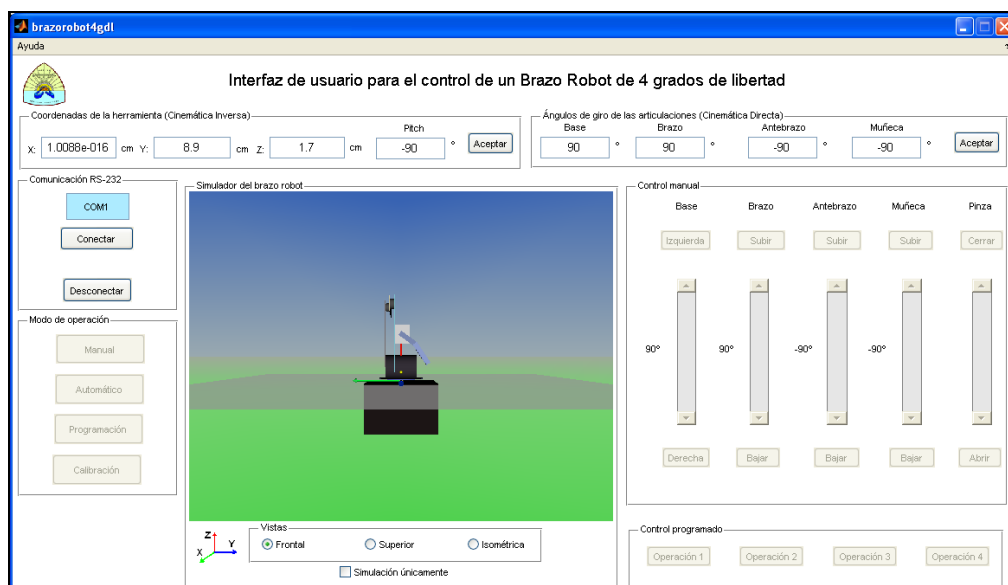 brazorobot4gdl
Ayuda
Interfaz de usuario para el control de un Brazo Robot de 4 grados de libertad
Coordenadas de la herramienta (Cinemática Inversa)
Pitch
X: 1.0088e-016 cm Y: 8.9 cm Z: 1.7 cm -90 ° Aceptar
Ángulos de giro de las articulaciones (Cinemática Directa)
Base Brazo Antebrazo Muñeca
90 ° 90 ° -90 ° -90 ° Aceptar
Comunicación RS-232
COM1
Conectar
Desconectar
Modo de operación
Manual
Automático
Programación
Calibración
Simulador del brazo robot
Z
Y
X
Vistas
Frontal Superior Isométrica
Simulación únicamente
Control manual
Base Brazo Antebrazo Muñeca Pinza
Izquierda Subir Subir Subir Cerrar
90° 90° -90° -90°
Derecha Bajar Bajar Bajar Abrir
Control programado
Operación 1 Operación 2 Operación 3 Operación 4